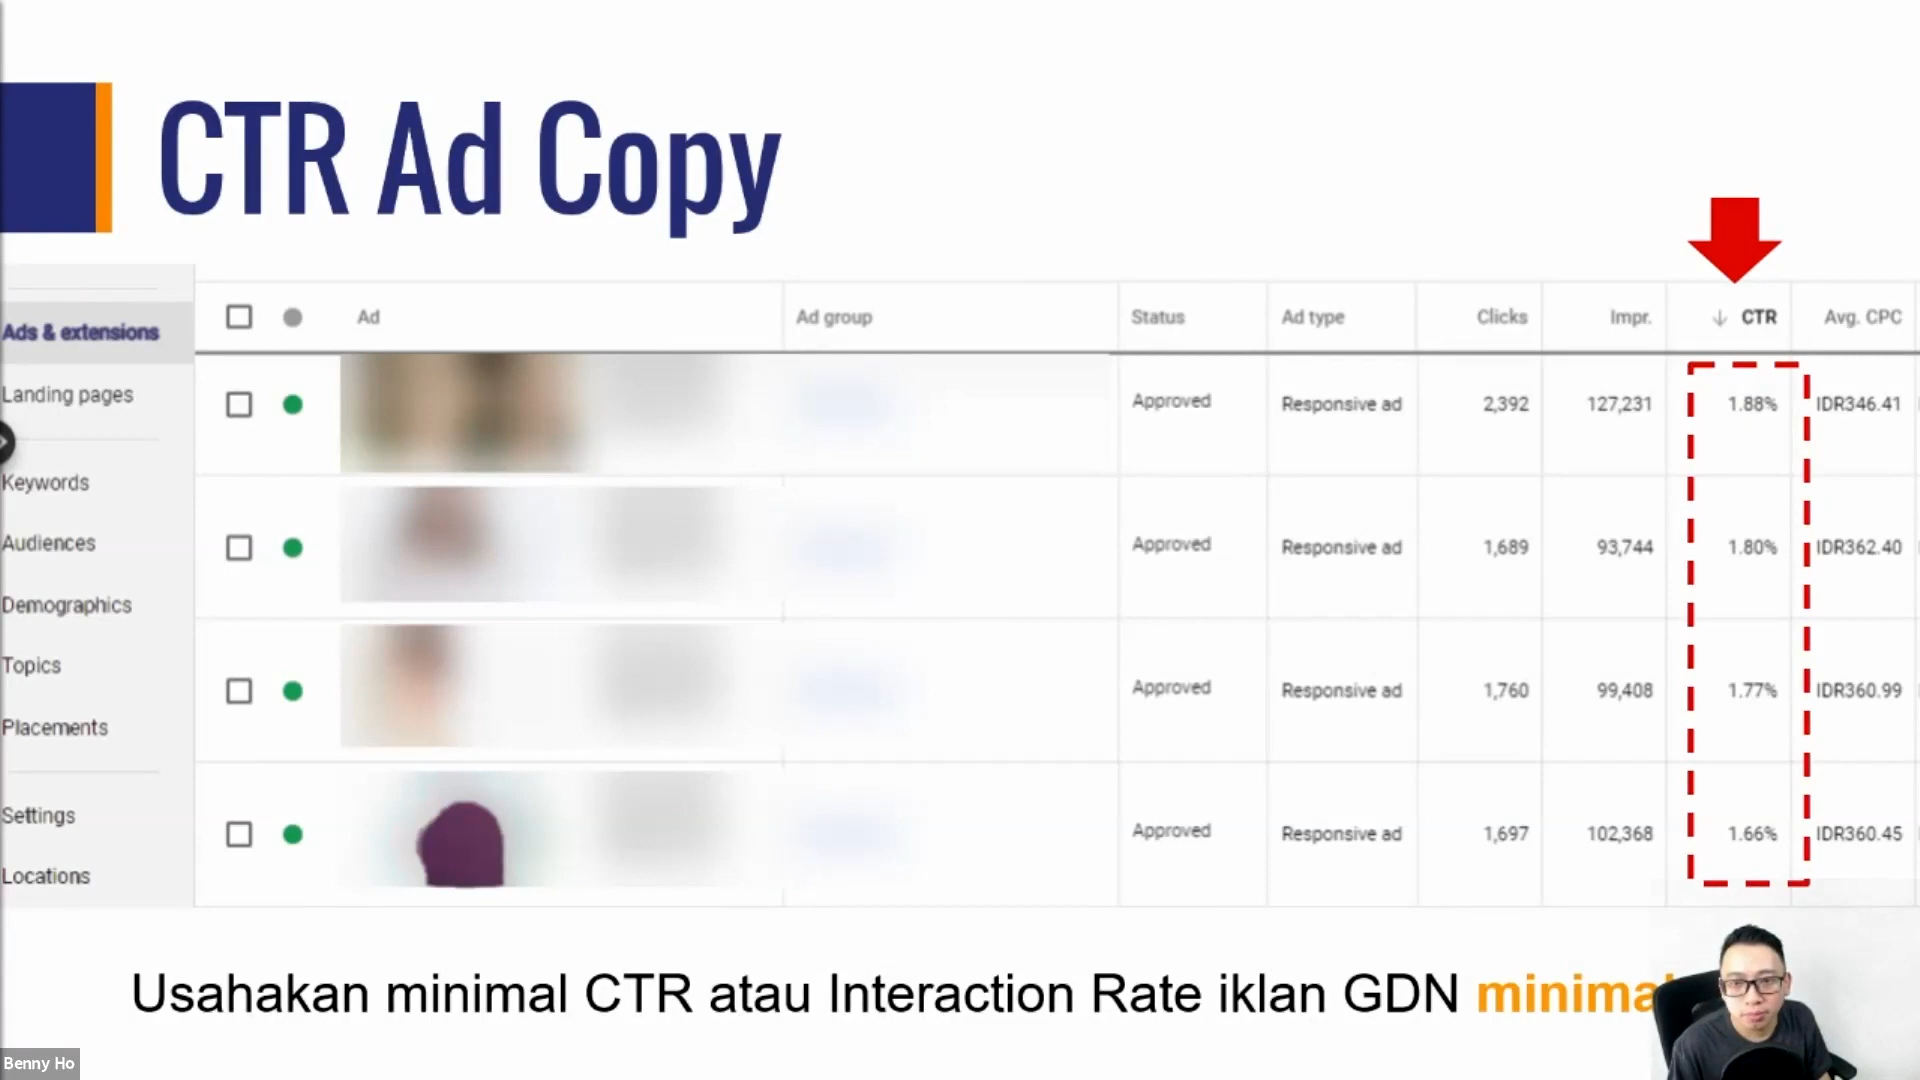 CTR Ad Copy
Ad Ad group Status Ad type Clicks Impr. CTR Avg. CPC
Ads & extensions
Landing pages
Keywords
Audiences
Demographics
Topics
Placements
Settings
Locations
Approved Responsive ad 2,392 127,231 1.88% IDR346.41
Approved Responsive ad 1,689 93,744 1.80% IDR362.40
Approved Responsive ad 1,760 99,408 1.77% IDR360.99
Approved Responsive ad 1,697 102,368 1.66% IDR360.45
Usahakan minimal CTR atau Interaction Rate iklan GDN minimal
Benny Ho